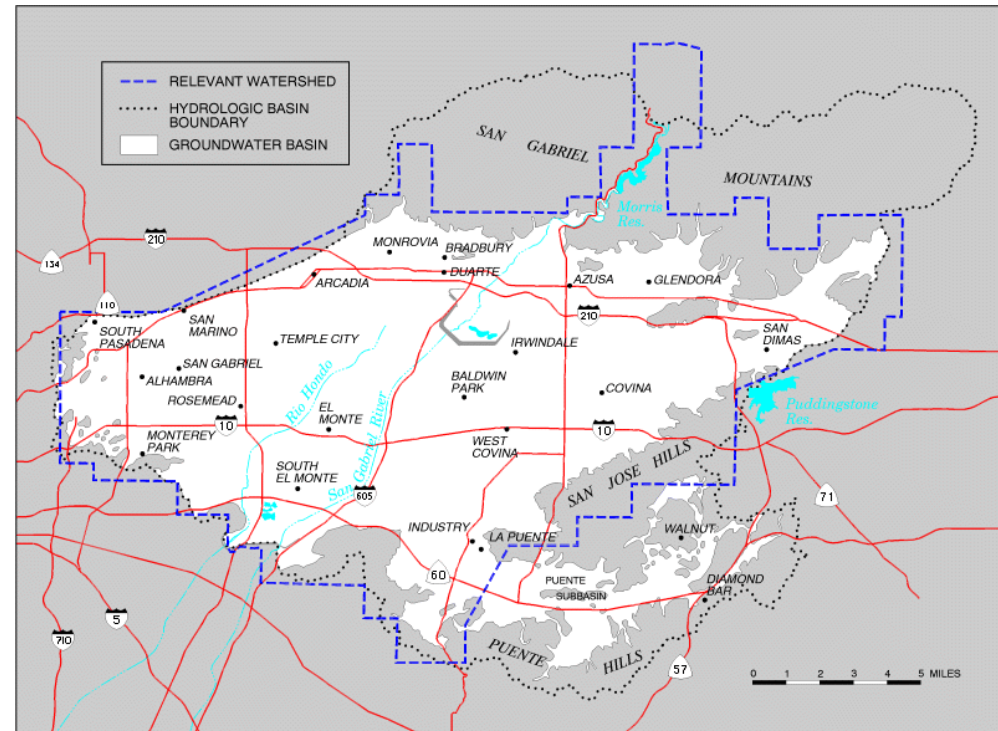 RELEVANT WATERSHED
HYDROLOGIC BASIN
BOUNDARY
GROUNDWATER BASIN
SAN GABRIEL
MOUNTAINS
Morris
Res.
210
134
110
MONROVIA
BRADBURY
DUARTE
ARCADIA
AZUSA
GLENDORA
210
SAN
MARINO
SOUTH
PASADENA
TEMPLE CITY
Rio Hondo
IRWINDALE
SAN
DIMAS
SAN GABRIEL
ALHAMBRA
ROSEMEAD
BALDWIN
PARK
COVINA
Puddingstone
Res.
10
EL
MONTE
10
MONTEREY
PARK
WEST
COVINA
SAN JOSE HILLS
SOUTH
EL MONTE
San Gabriel River
605
71
INDUSTRY
LA PUENTE
WALNUT
60
PUENTE
SUBBASIN
DIAMOND
BAR
5
710
PUENTE
HILLS
57
0 1 2 3 4 5 MILES